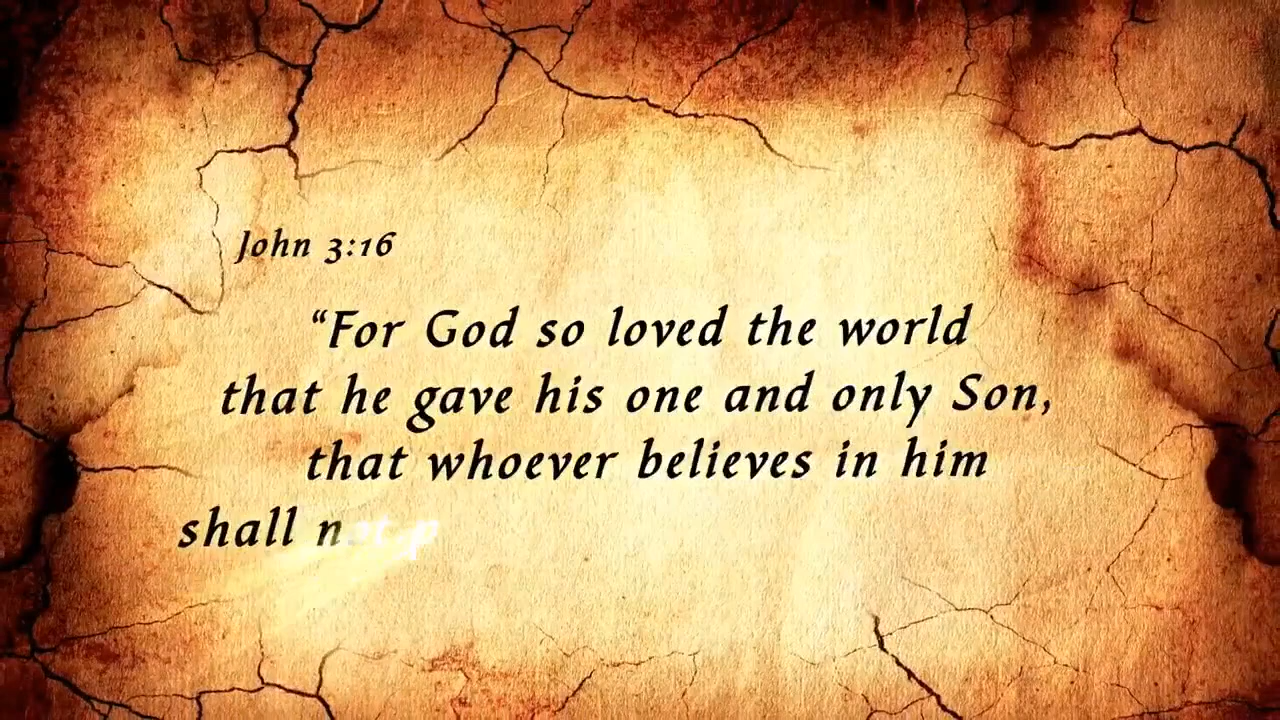 John 3:16
“For God so loved the world
that he gave his one and only Son,
that whoever believes in him
shall not p